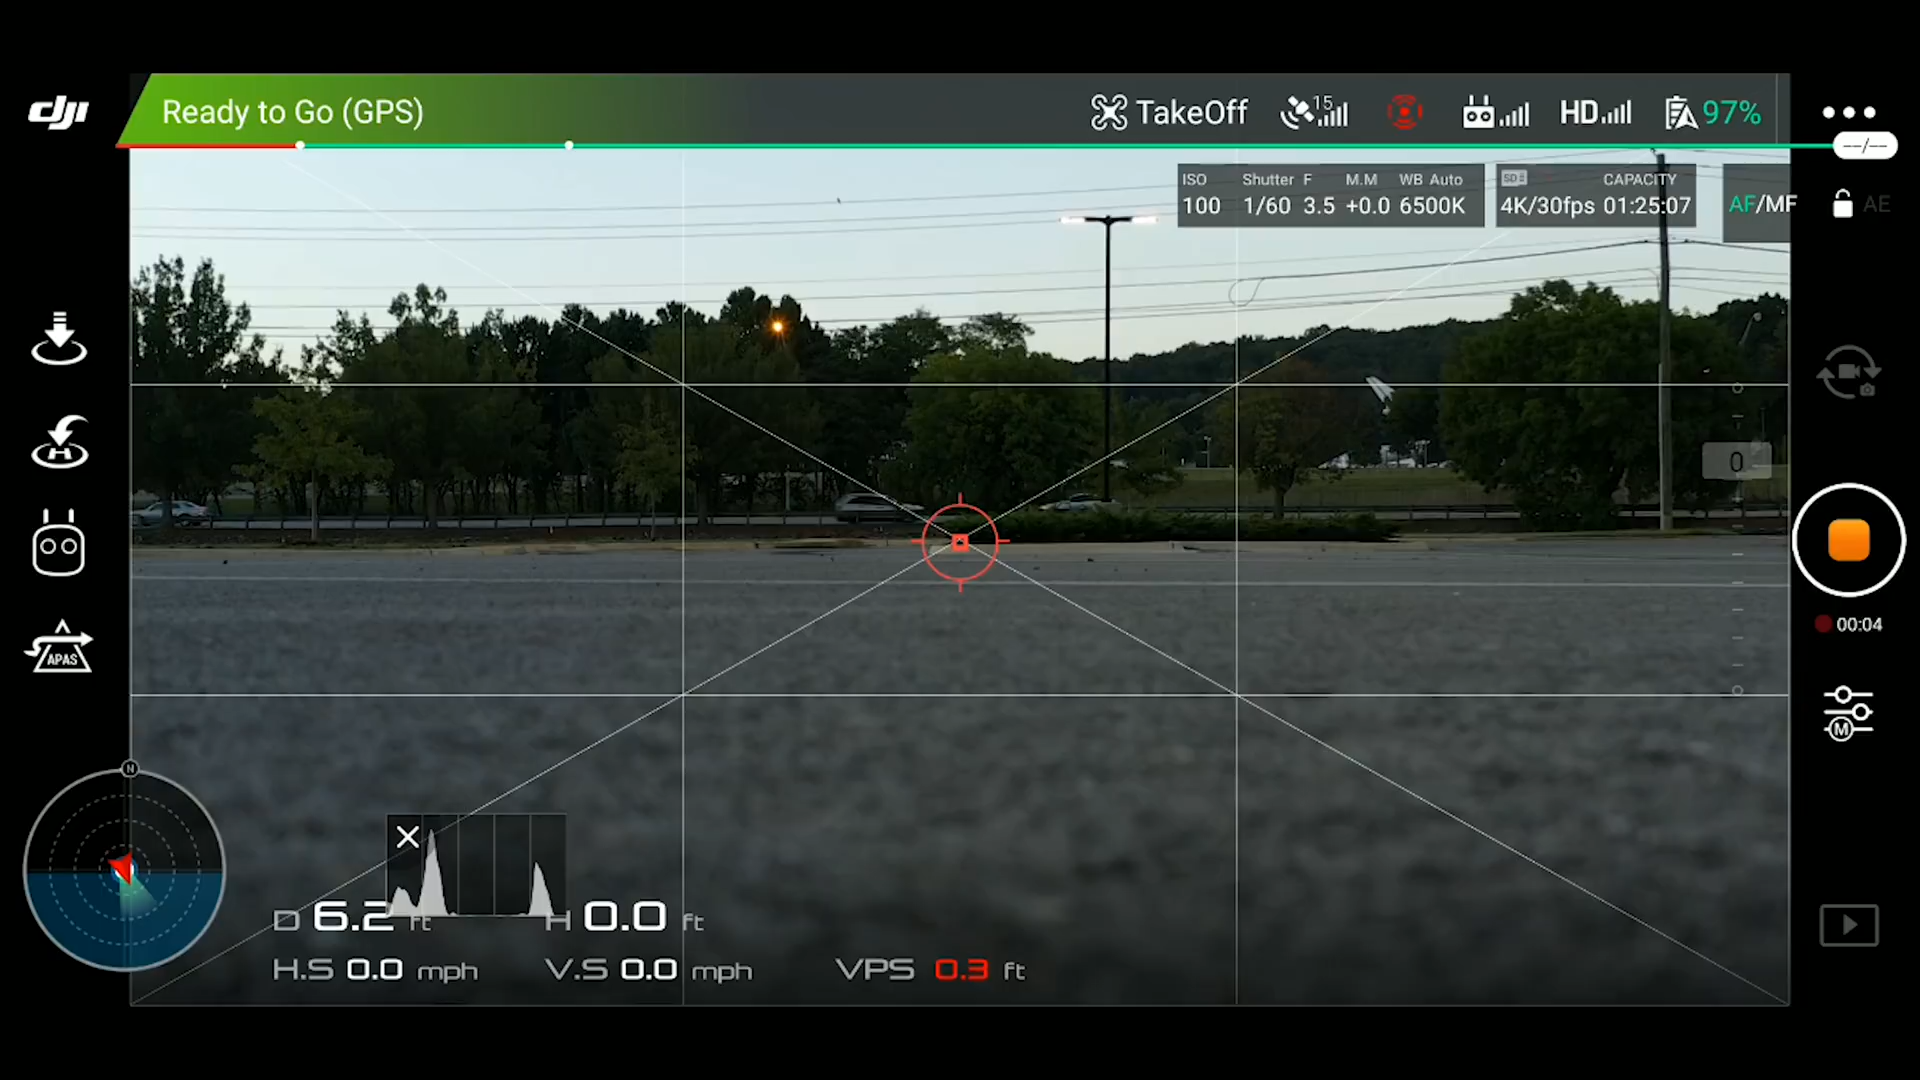 dji
Ready to Go (GPS)
TakeOff
15
HD
97%
--/--
ISO Shutter F M.M WB Auto
100 1/60 3.5 +0.0 6500K
SD
CAPACITY
4K/30fps 01:25:07
AF/MF
AE
0
APAS
00:04
M
N
D 6.2 ft H 0.0 ft
H.S 0.0 mph V.S 0.0 mph VPS 0.3 ft